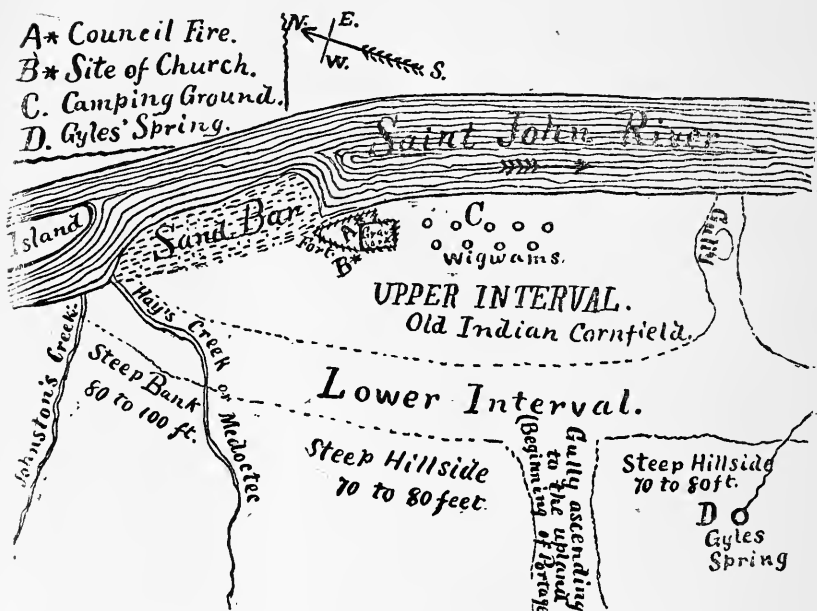 A* Council Fire.
B* Site of Church.
C. Camping Ground.
D. Gyles' Spring.
N. E.
W. S.
Saint John River
Island
Sand Bar
Fort
A
Grave
B*
C
Wigwams.
Gully
UPPER INTERVAL.
Old Indian Cornfield.
Johnston's Creek.
Hay's Creek or Medoctec
Steep Bank
80 to 100 ft.
Lower Interval.
Steep Hillside
70 to 80 feet.
Gully ascending
to the upland
(Beginning of Portage
Steep Hillside
70 to 80ft.
D
Gyles
Spring